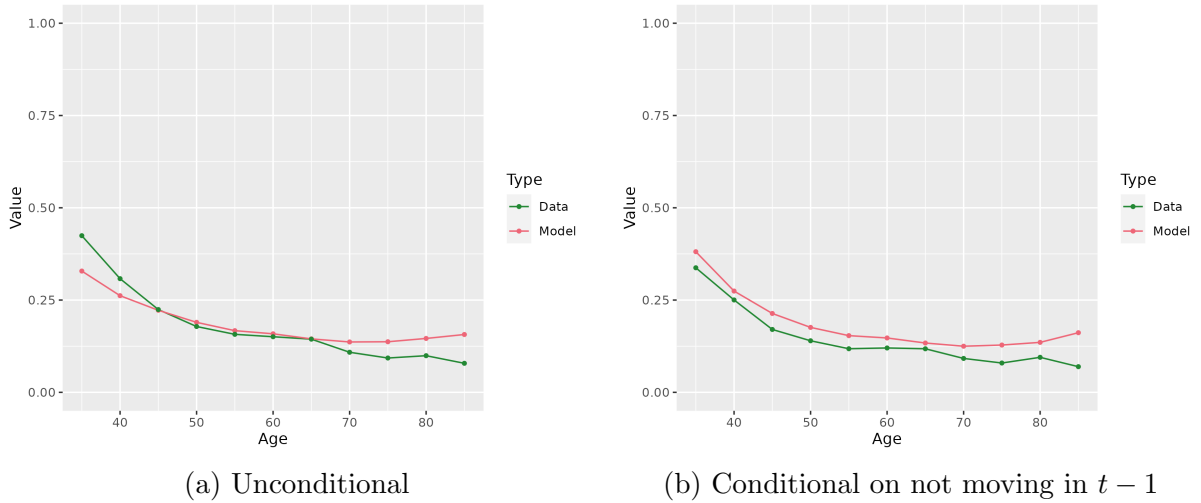 1.00
0.75
0.50
0.25
0.00
Value
40 50 60 70 80
Age
Type
Data
Model
(a) Unconditional
1.00
0.75
0.50
0.25
0.00
Value
40 50 60 70 80
Age
Type
Data
Model
(b) Conditional on not moving in t − 1